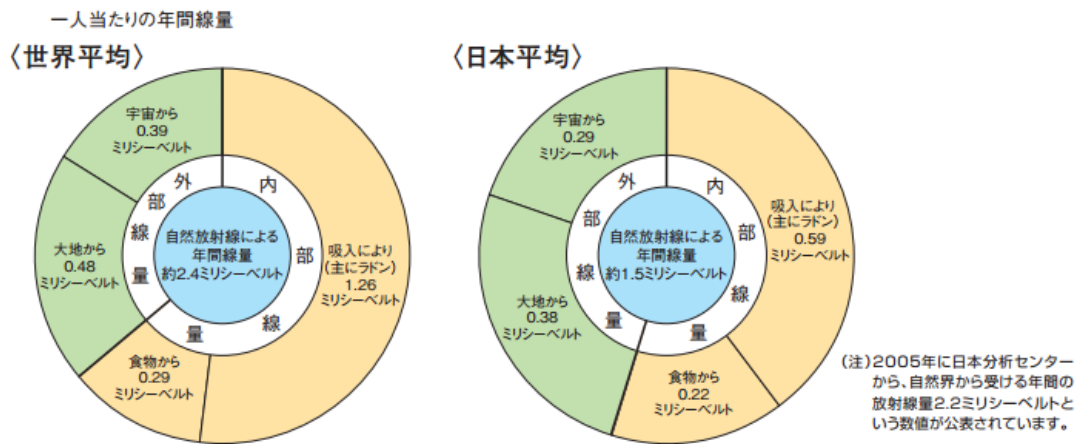 一人当たりの年間線量
〈世界平均〉
宇宙から
0.39
ミリシーベルト
大地から
0.48
ミリシーベルト
外部線量
自然放射線による
年間線量
約2.4ミリシーベルト
内部線量
吸入により
(主にラドン)
1.26
ミリシーベルト
食物から
0.29
ミリシーベルト
〈日本平均〉
宇宙から
0.29
ミリシーベルト
大地から
0.38
ミリシーベルト
外部線量
自然放射線による
年間線量
約1.5ミリシーベルト
内部線量
吸入により
(主にラドン)
0.59
ミリシーベルト
食物から
0.22
ミリシーベルト
(注)2005年に日本分析センター
から、自然界から受ける年間の
放射線量2.2ミリシーベルトと
いう数値が公表されています。